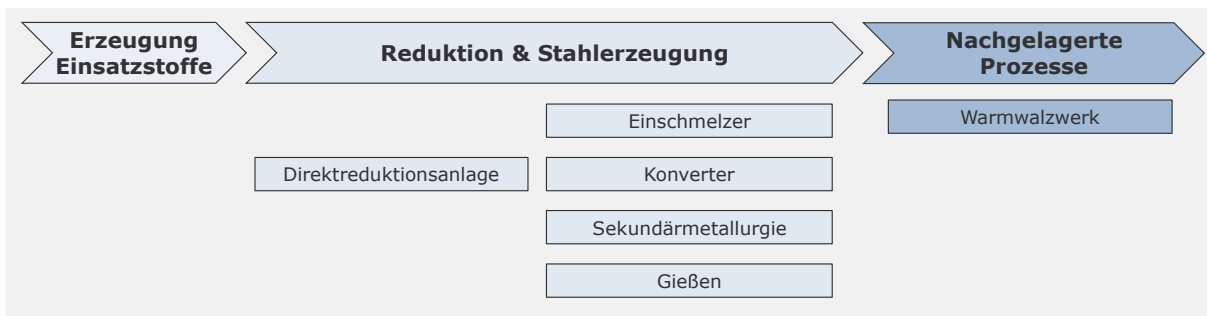 Erzeugung
Einsatzstoffe
Reduktion & Stahlerzeugung
Nachgelagerte
Prozesse
Einschmelzer
Warmwalzwerk
Direktreduktionsanlage
Konverter
Sekundärmetallurgie
Gießen